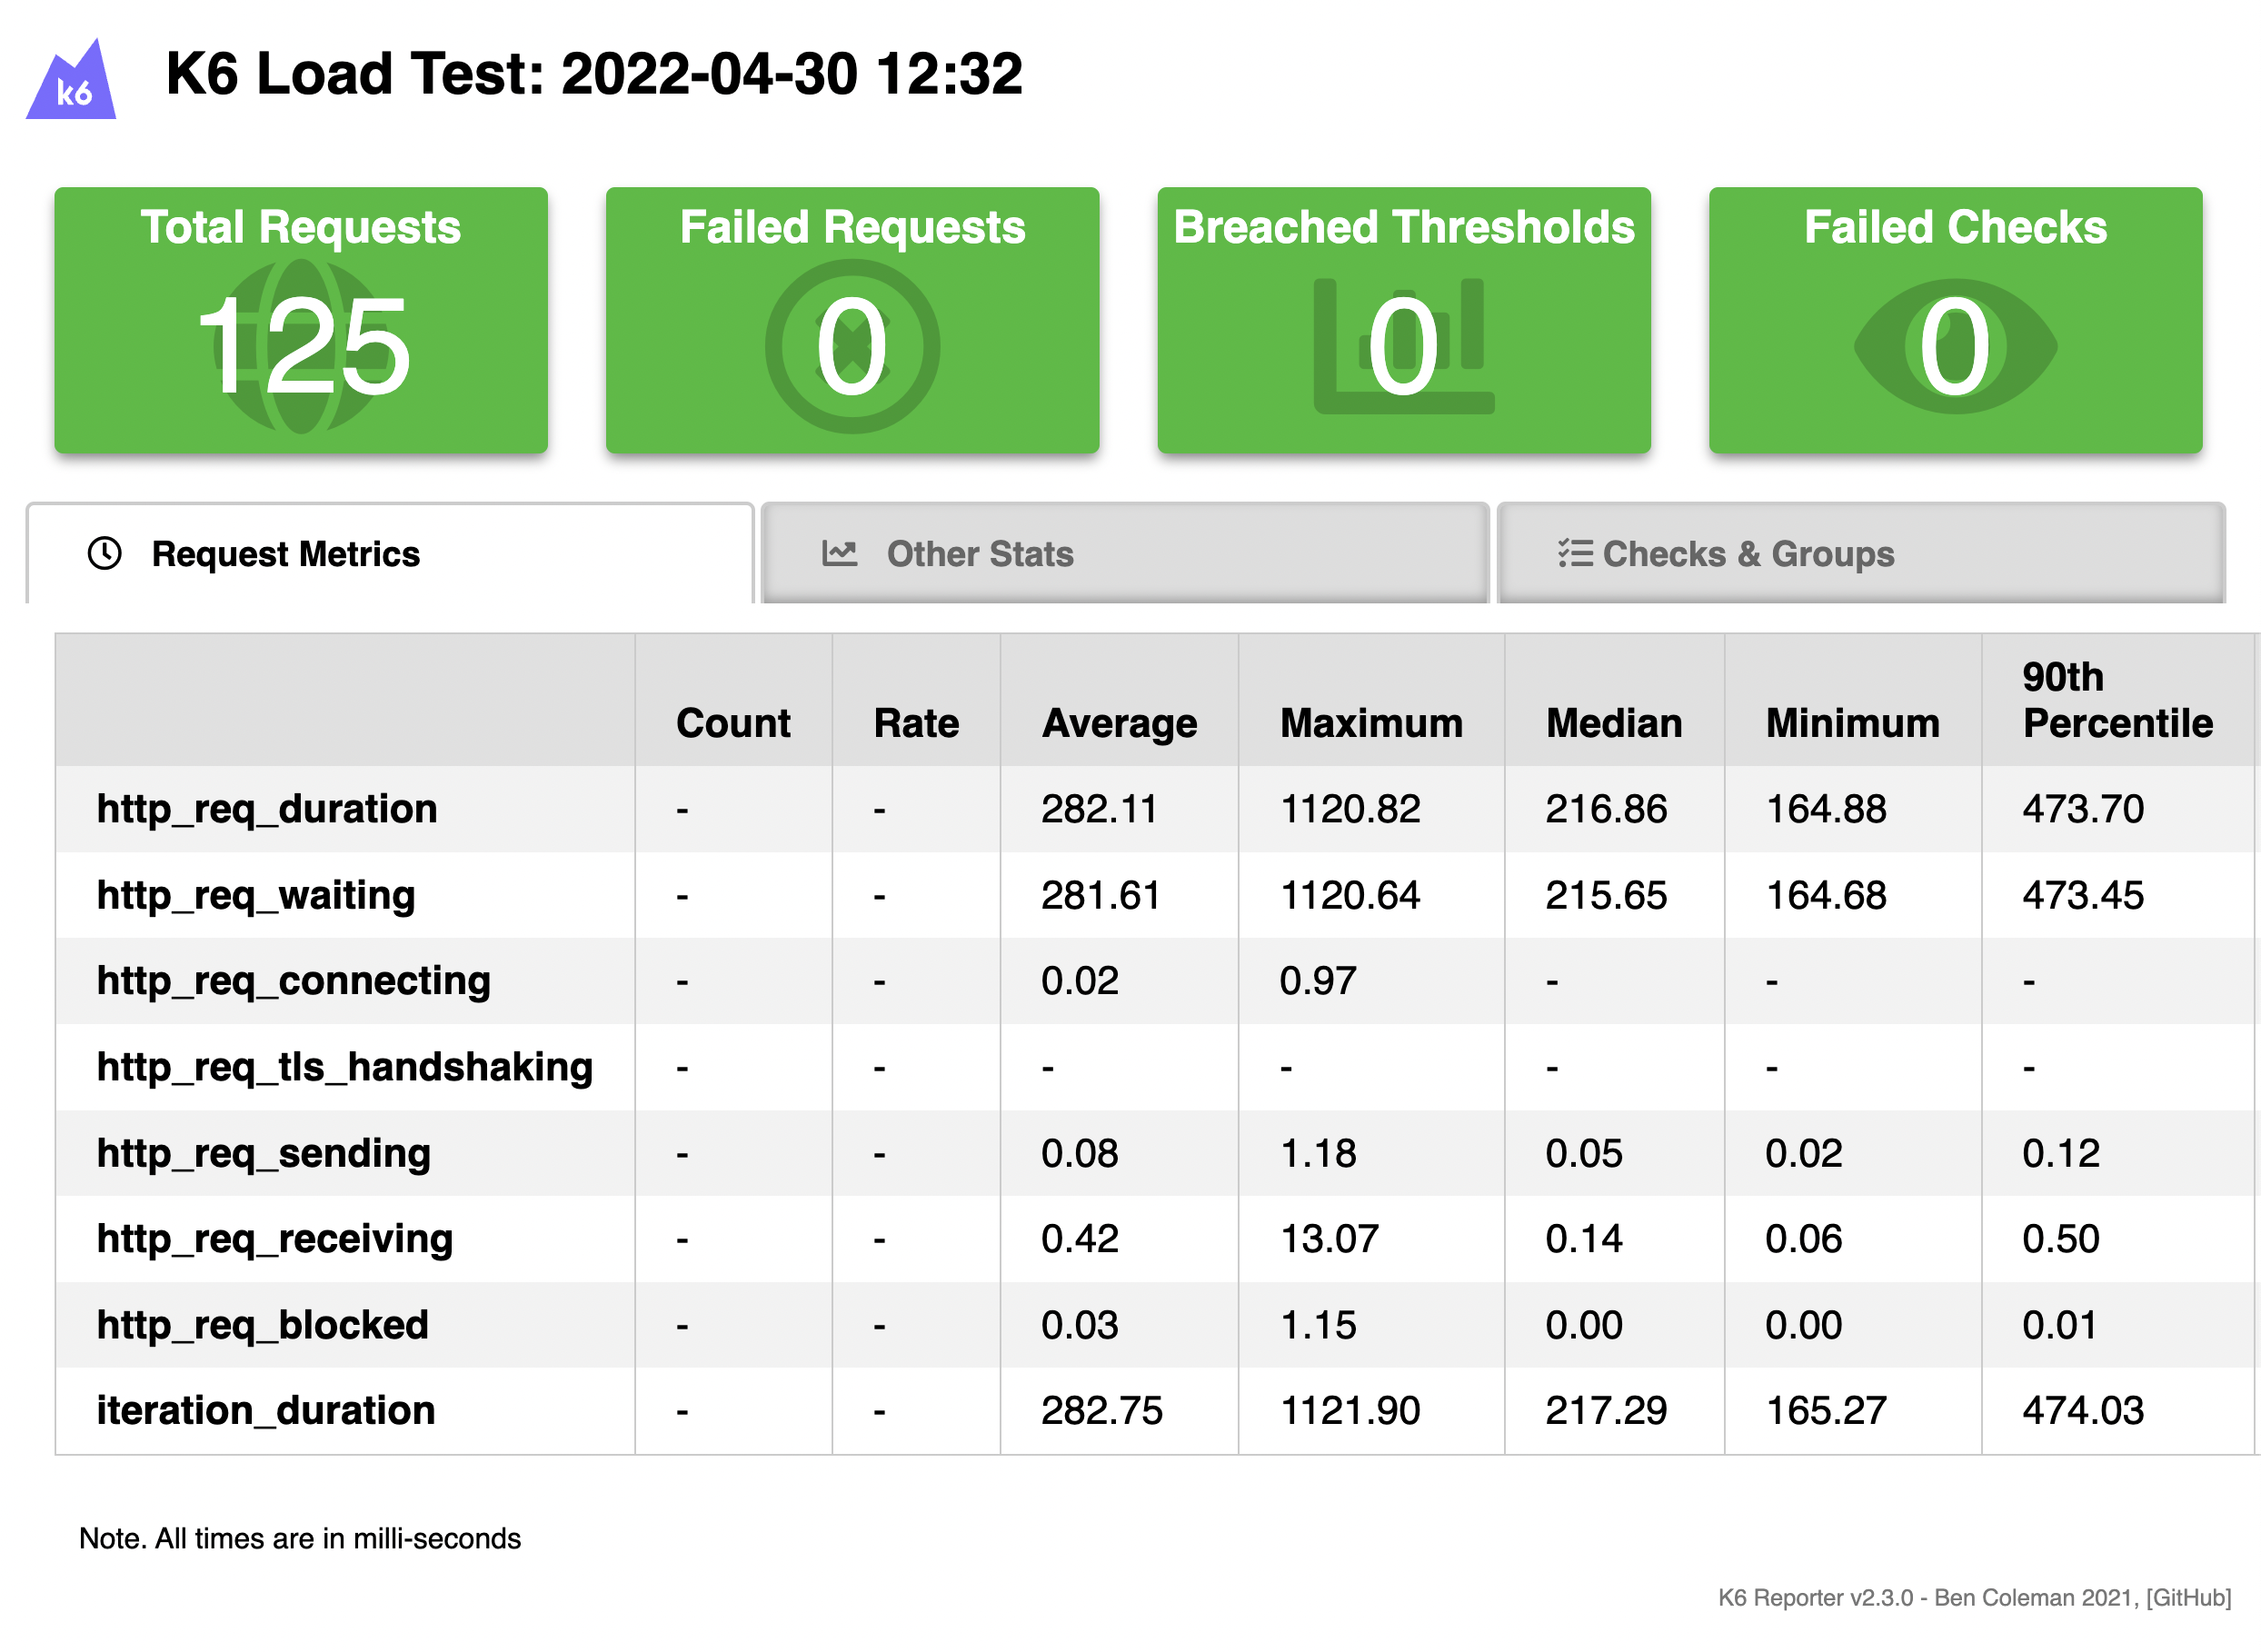 k6
K6 Load Test: 2022-04-30 12:32
Total Requests
125
Failed Requests
0
Breached Thresholds
0
Failed Checks
0
Request Metrics
Other Stats
Checks & Groups
Count Rate Average Maximum Median Minimum 90th Percentile
http_req_duration - - 282.11 1120.82 216.86 164.88 473.70
http_req_waiting - - 281.61 1120.64 215.65 164.68 473.45
http_req_connecting - - 0.02 0.97 - - -
http_req_tls_handshaking - - - - - - -
http_req_sending - - 0.08 1.18 0.05 0.02 0.12
http_req_receiving - - 0.42 13.07 0.14 0.06 0.50
http_req_blocked - - 0.03 1.15 0.00 0.00 0.01
iteration_duration - - 282.75 1121.90 217.29 165.27 474.03
Note. All times are in milli-seconds
K6 Reporter v2.3.0 - Ben Coleman 2021, [GitHub]